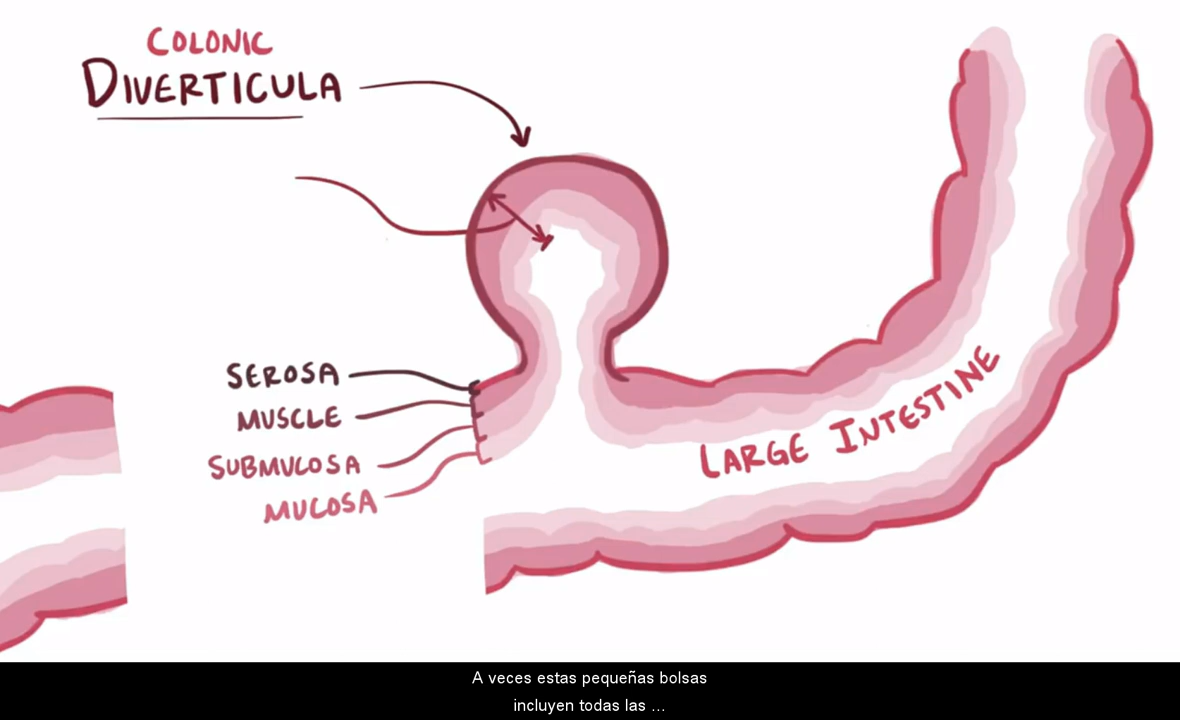 COLONIC
DIVERTICULA
SEROSA
MUSCLE
SUBMUCOSA
MUCOSA
LARGE INTESTINE
A veces estas pequeñas bolsas
incluyen todas las ...